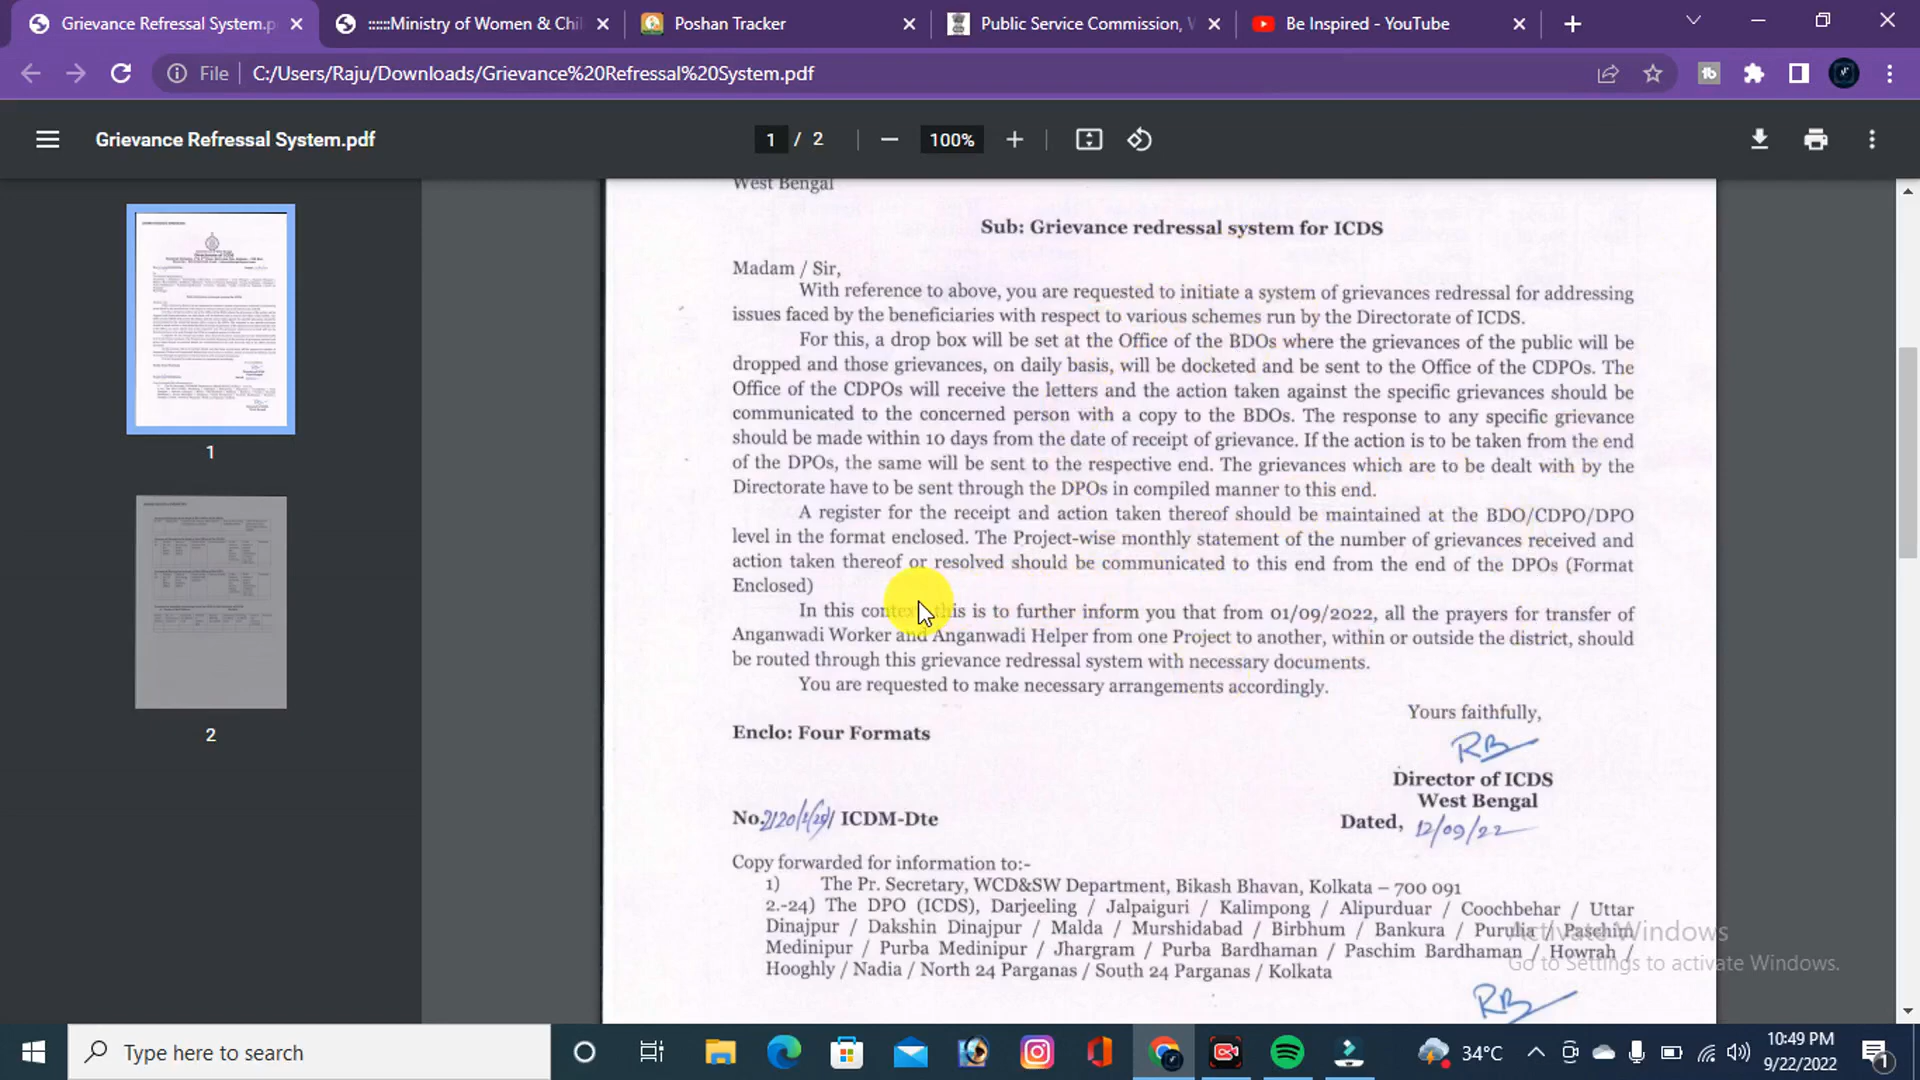 Grievance Refressal System.p
:::::Ministry of Women & Chi
Poshan Tracker
Public Service Commission,
Be Inspired - YouTube
File C:/Users/Raju/Downloads/Grievance%20Refressal%20System.pdf
Grievance Refressal System.pdf
1 / 2
100%
West Bengal
Sub: Grievance redressal system for ICDS
Madam / Sir,
With reference to above, you are requested to initiate a system of grievances redressal for addressing
issues faced by the beneficiaries with respect to various schemes run by the Directorate of ICDS.
For this, a drop box will be set at the Office of the BDOs where the grievances of the public will be
dropped and those grievances, on daily basis, will be docketed and be sent to the Office of the CDPOs. The
Office of the CDPOs will receive the letters and the action taken against the specific grievances should be
communicated to the concerned person with a copy to the BDOs. The response to any specific grievance
should be made within 10 days from the date of receipt of grievance. If the action is to be taken from the end
of the DPOs, the same will be sent to the respective end. The grievances which are to be dealt with by the
Directorate have to be sent through the DPOs in compiled manner to this end.
A register for the receipt and action taken thereof should be maintained at the BDO/CDPO/DPO
level in the format enclosed. The Project-wise monthly statement of the number of grievances received and
action taken thereof or resolved should be communicated to this end from the end of the DPOs (Format
Enclosed)
In this context this is to further inform you that from 01/09/2022, all the prayers for transfer of
Anganwadi Worker and Anganwadi Helper from one Project to another, within or outside the district, should
be routed through this grievance redressal system with necessary documents.
You are requested to make necessary arrangements accordingly.
Yours faithfully,
Enclo: Four Formats
RB
Director of ICDS
West Bengal
No. ICDM-Dte
Dated, 12/09/22
Copy forwarded for information to:-
1) The Pr. Secretary, WCD&SW Department, Bikash Bhavan, Kolkata – 700 091
2.-24) The DPO (ICDS), Darjeeling / Jalpaiguri / Kalimpong / Alipurduar / Coochbehar / Uttar
Dinajpur / Dakshin Dinajpur / Malda / Murshidabad / Birbhum / Bankura / Purulia / Paschim
Medinipur / Purba Medinipur / Jhargram / Purba Bardhaman / Paschim Bardhaman / Howrah /
Hooghly / Nadia / North 24 Parganas / South 24 Parganas / Kolkata
RB
Activate Windows
Go to Settings to activate Windows.
1
2
Type here to search
34°C
10:49 PM
9/22/2022
1